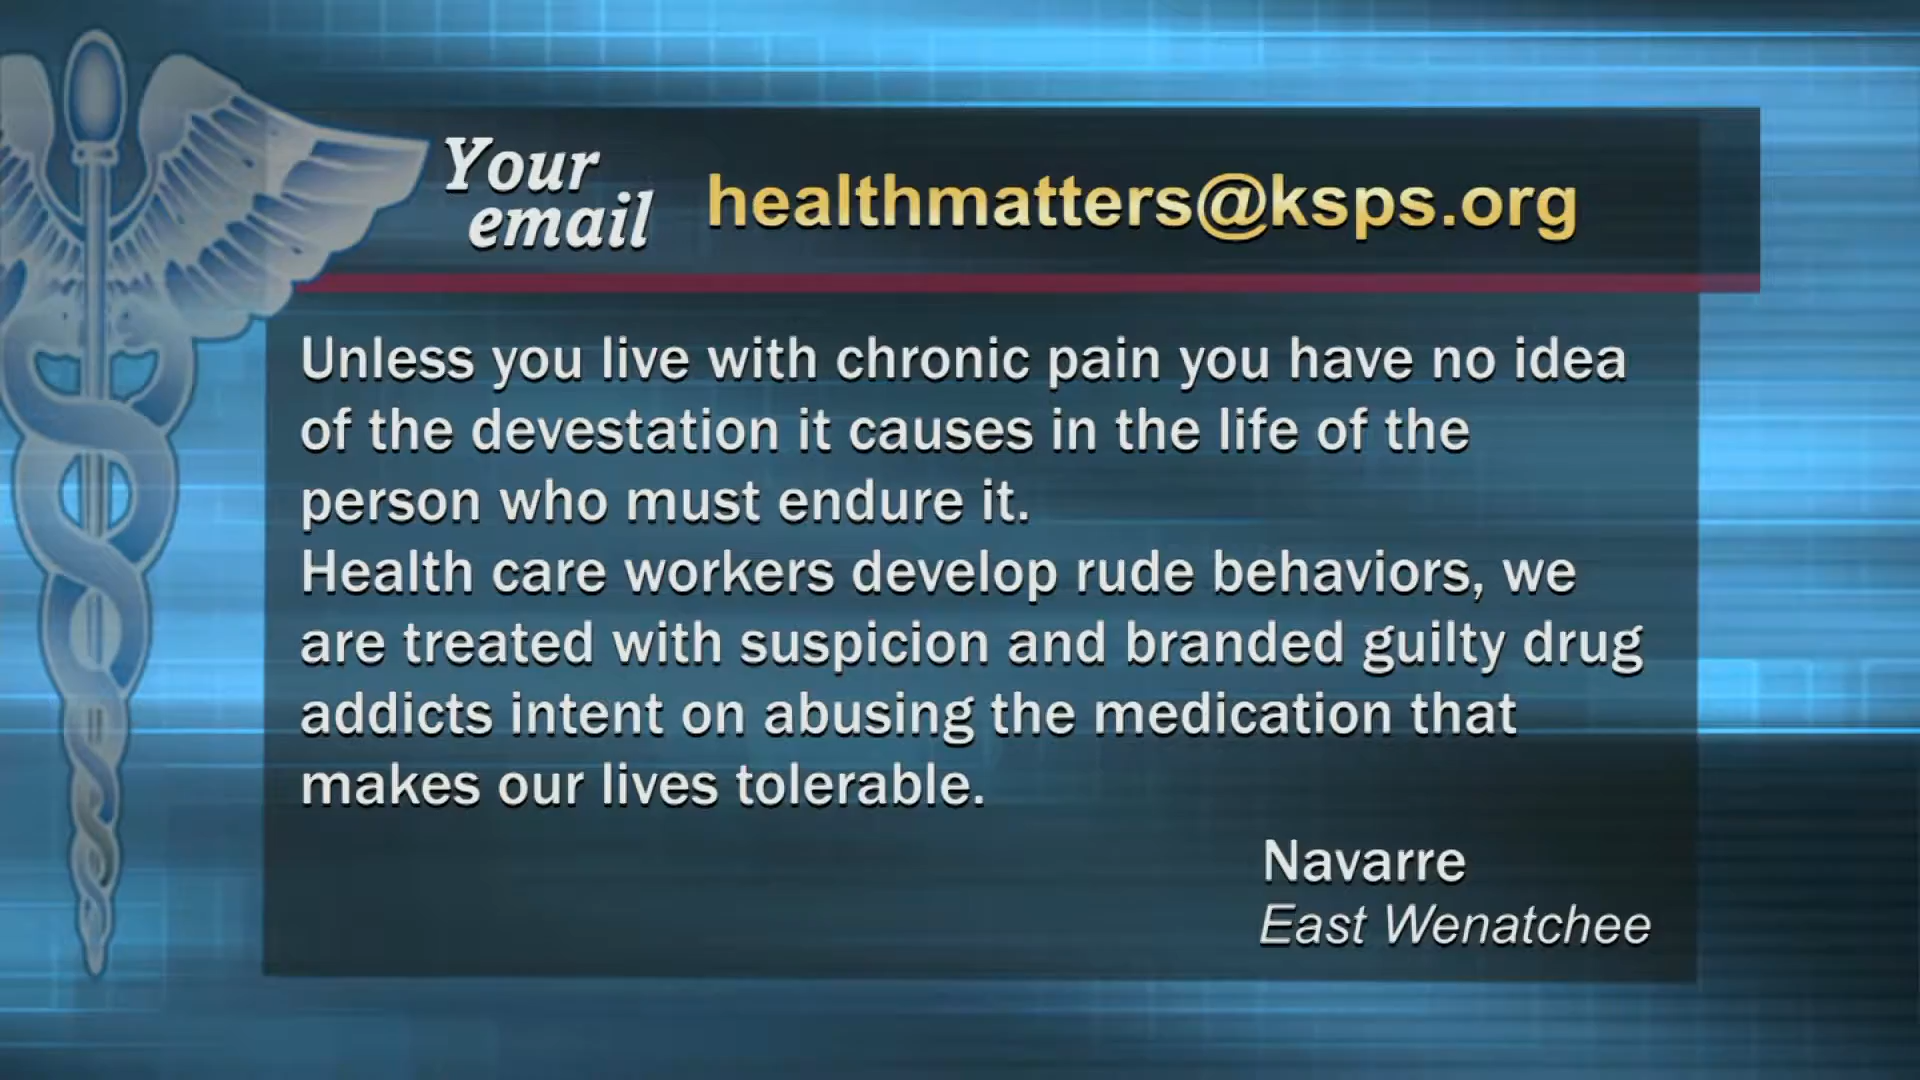 Your
email
healthmatters@ksps.org
Unless you live with chronic pain you have no idea
of the devestation it causes in the life of the
person who must endure it.
Health care workers develop rude behaviors, we
are treated with suspicion and branded guilty drug
addicts intent on abusing the medication that
makes our lives tolerable.
Navarre
East Wenatchee